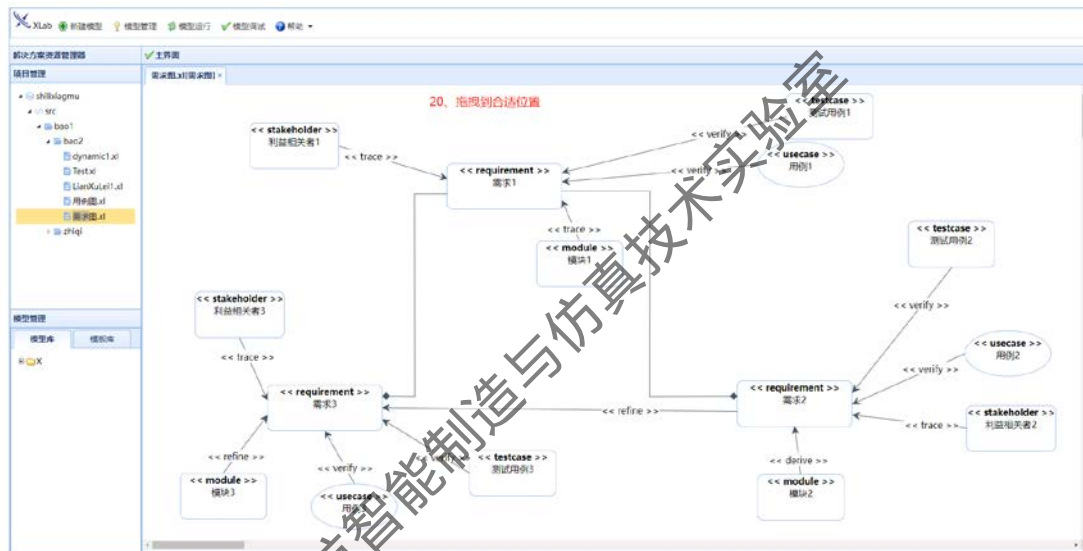 XLab 新建模型 模型管理 模型运行 模型调试 帮助
解决方案资源管理器
主界面
项目管理
需求图.xl[需求图] ×
shilixiagmu
src
bao1
bao2
dynamic1.xl
Test.xl
LianXuLei1.xl
用例图.xl
需求图.xl
zhiqi
模型管理
模型库 模板库
X
20、拖拽到合适位置
<< testcase >>
测试用例1
<< stakeholder >>
利益相关者1
<< verify >>
<< trace >>
<< usecase >>
用例1
<< verify >>
<< requirement >>
需求1
<< trace >>
<< module >>
模块1
<< testcase >>
测试用例2
<< stakeholder >>
利益相关者3
<< verify >>
<< trace >>
<< usecase >>
用例2
<< verify >>
<< requirement >>
需求3
<< requirement >>
需求2
<< refine >>
<< stakeholder >>
利益相关者2
<< trace >>
<< refine >>
<< verify >>
<< verify >>
<< testcase >>
测试用例3
<< derive >>
<< module >>
模块3
<< usecase >>
<< module >>
模块2
智能制造与仿真技术实验室